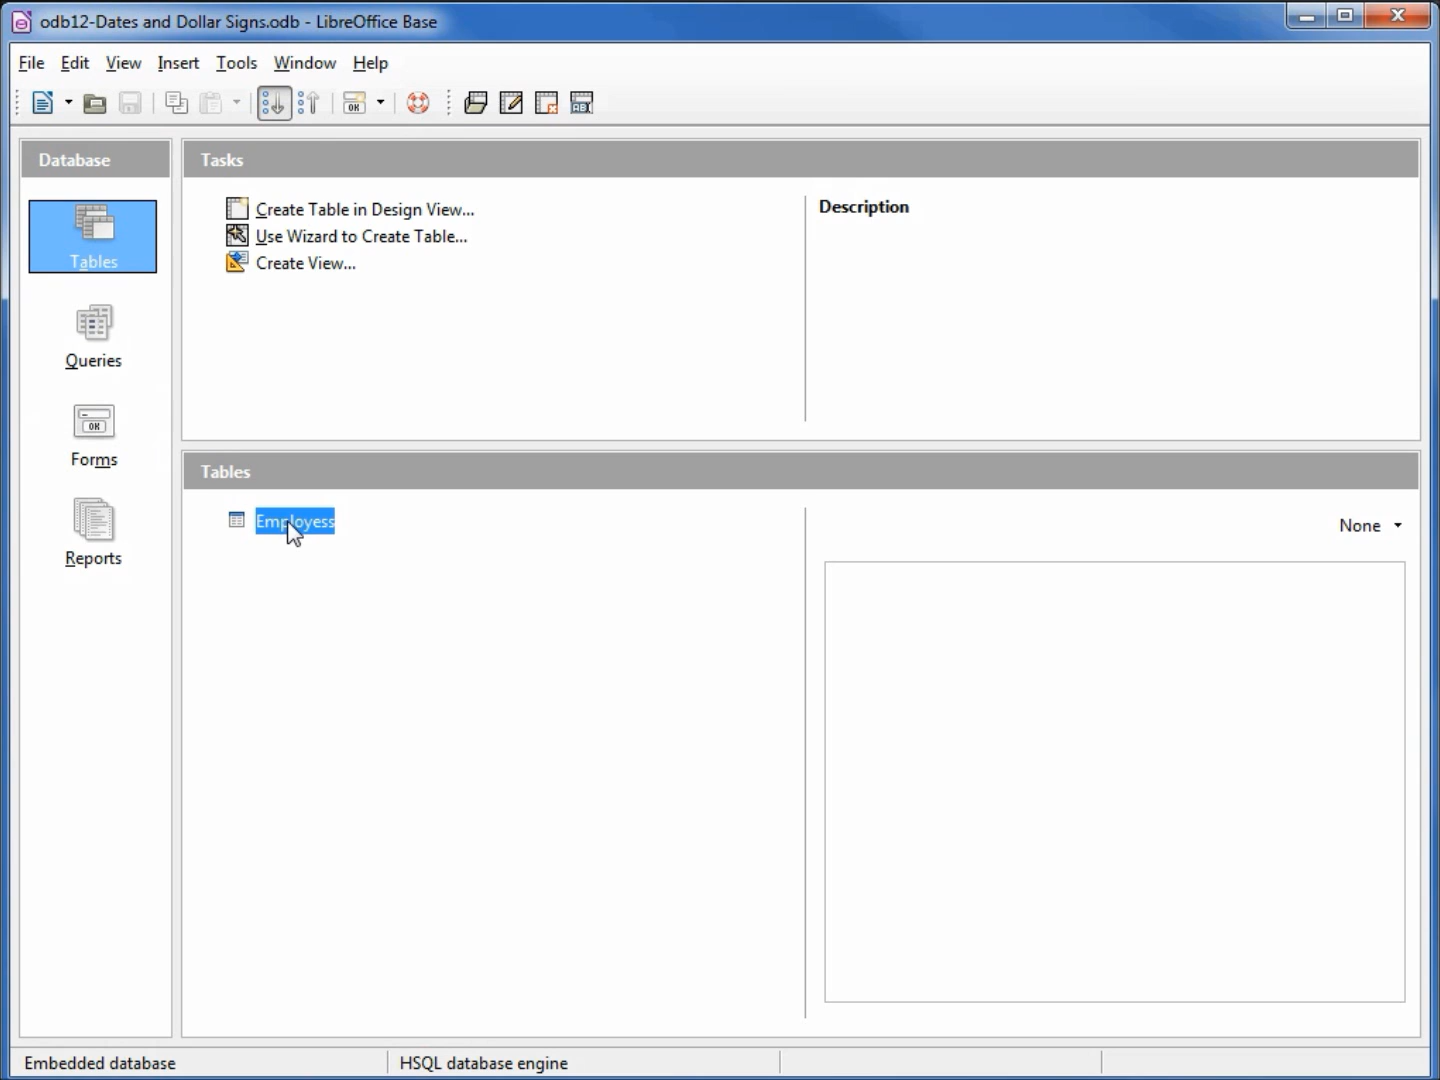 odb12-Dates and Dollar Signs.odb - LibreOffice Base
File Edit View Insert Tools Window Help
Database
Tables
Queries
Forms
Reports
Tasks
Create Table in Design View...
Use Wizard to Create Table...
Create View...
Description
Tables
Employess
None
Embedded database
HSQL database engine